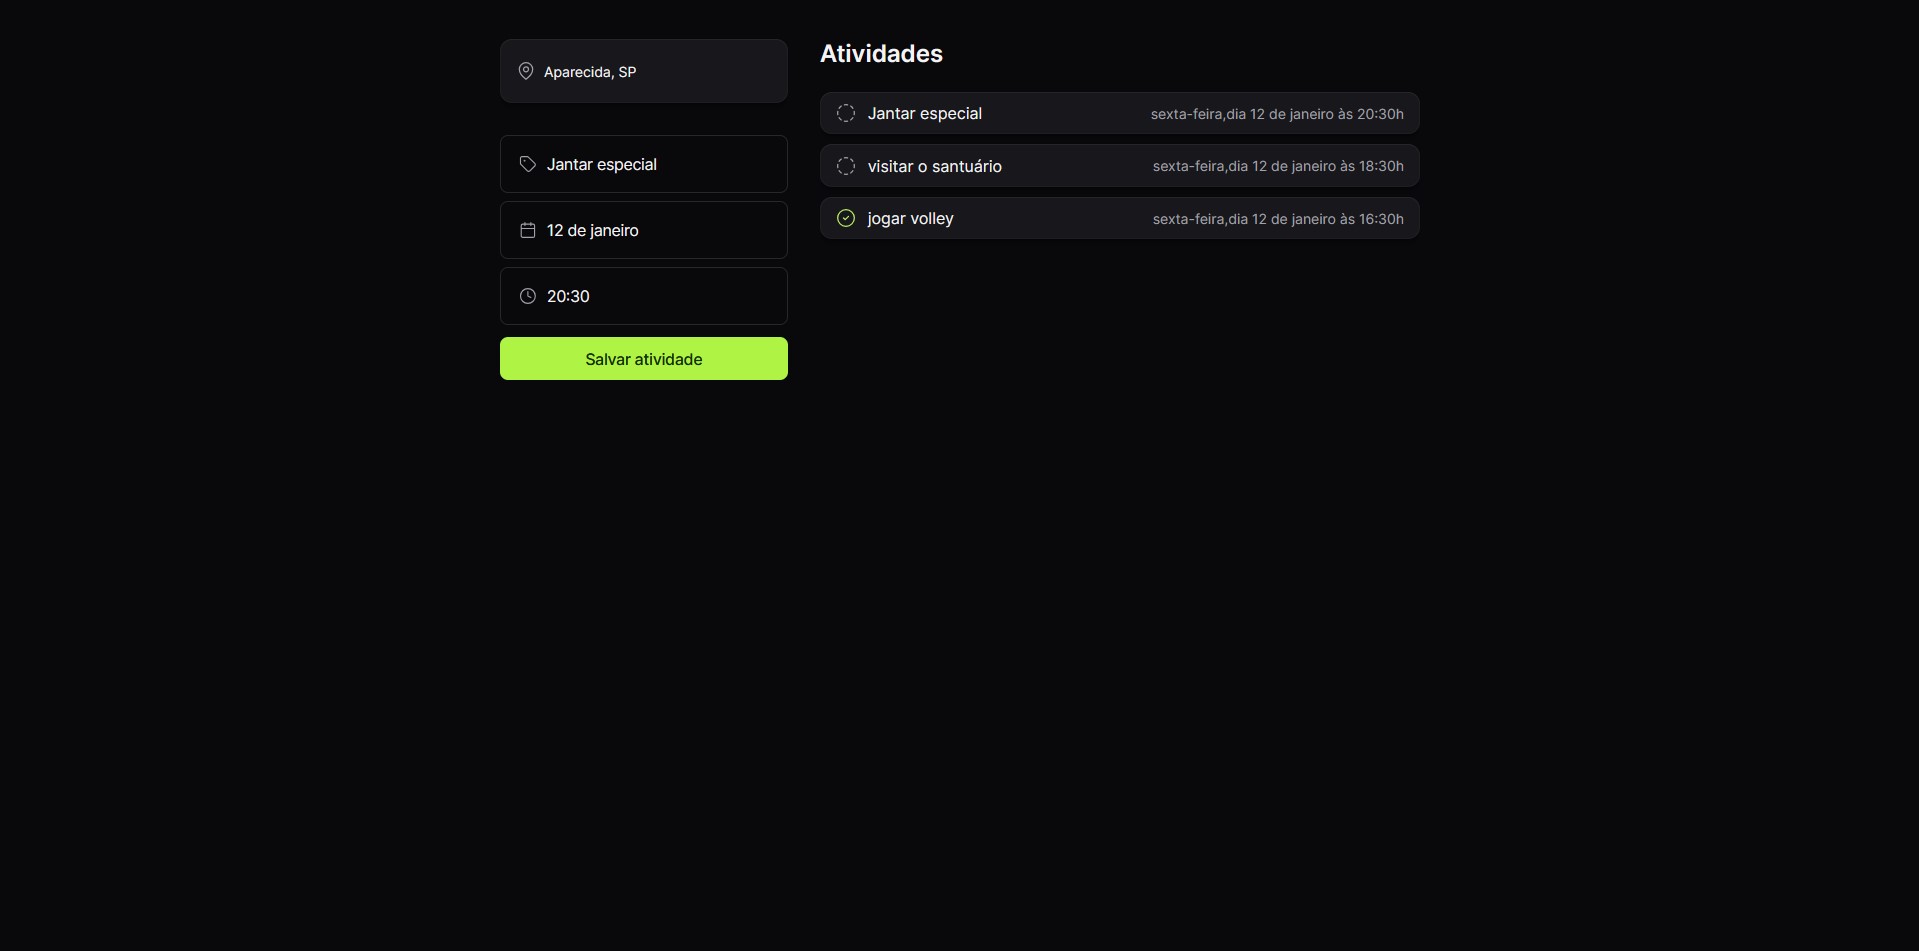 Aparecida, SP
Jantar especial
12 de janeiro
20:30
Salvar atividade
Atividades
Jantar especial sexta-feira,dia 12 de janeiro às 20:30h
visitar o santuário sexta-feira,dia 12 de janeiro às 18:30h
jogar volley sexta-feira,dia 12 de janeiro às 16:30h